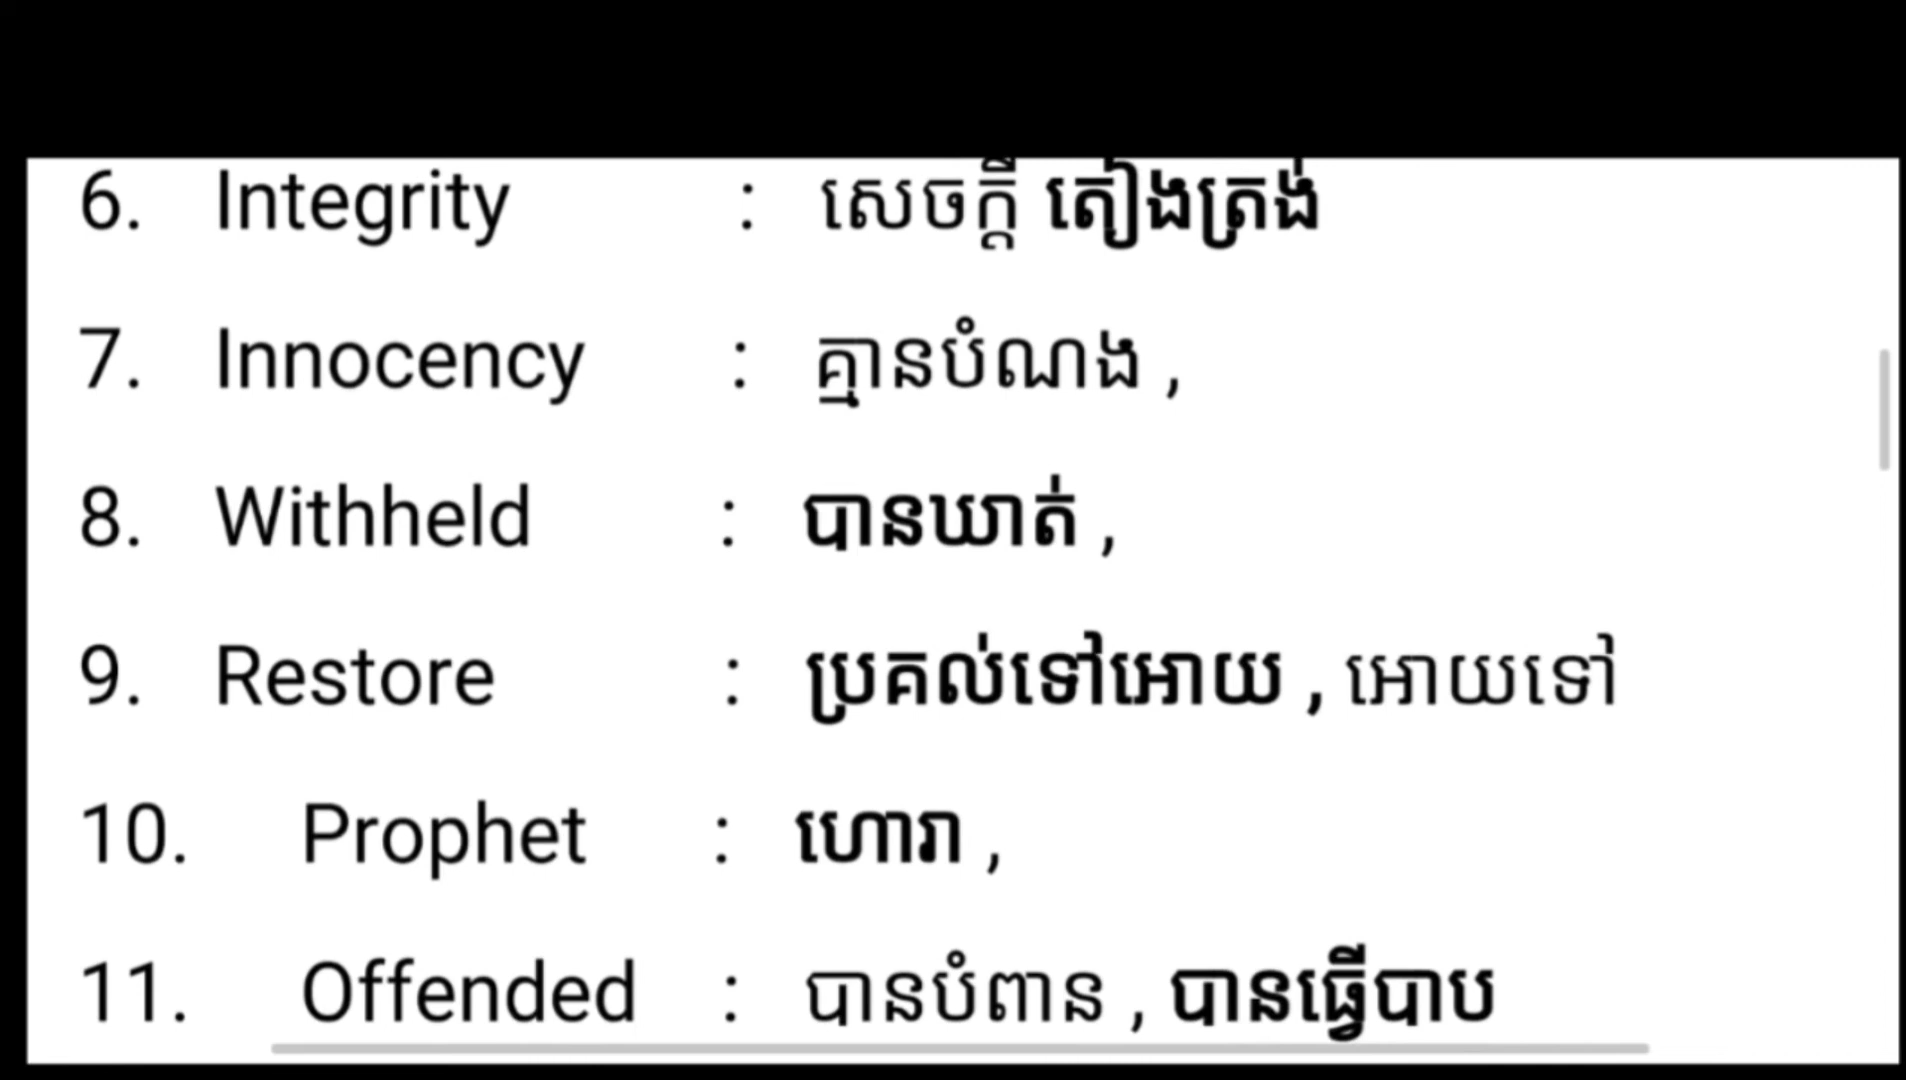 6. Integrity : សេចក្ដី តៀងត្រង់
7. Innocency : គ្មានបំណង ,
8. Withheld : បានឃាត់ ,
9. Restore : ប្រគល់ទៅអោយ , អោយទៅ
10. Prophet : ហោរា ,
11. Offended : បានបំពាន , បានធ្វើបាប